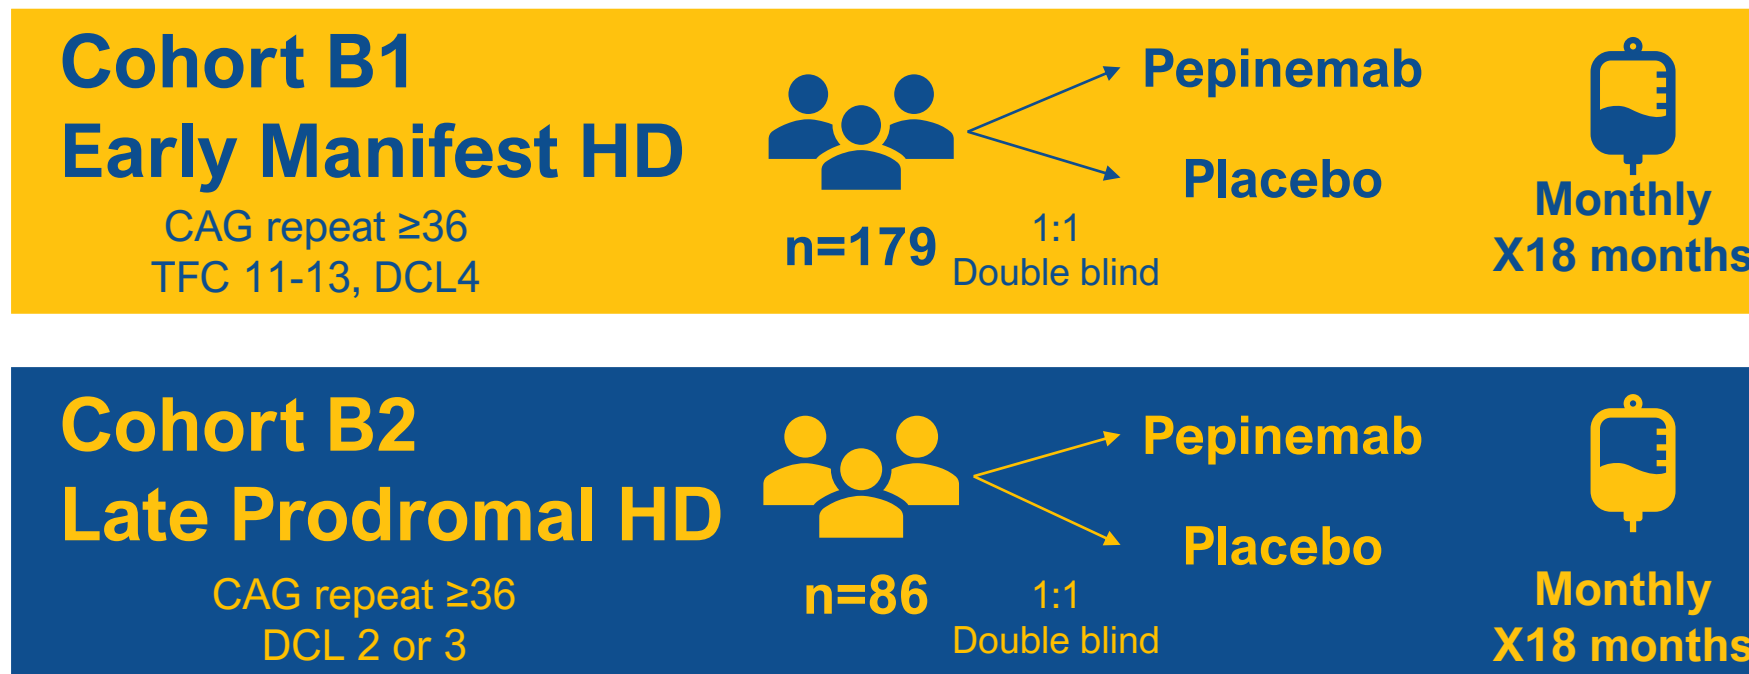 Cohort B1
Early Manifest HD
CAG repeat ≥36
TFC 11-13, DCL4
n=179
1:1
Double blind
Pepinemab
Placebo
Monthly
X18 months
Cohort B2
Late Prodromal HD
CAG repeat ≥36
DCL 2 or 3
n=86
1:1
Double blind
Pepinemab
Placebo
Monthly
X18 months